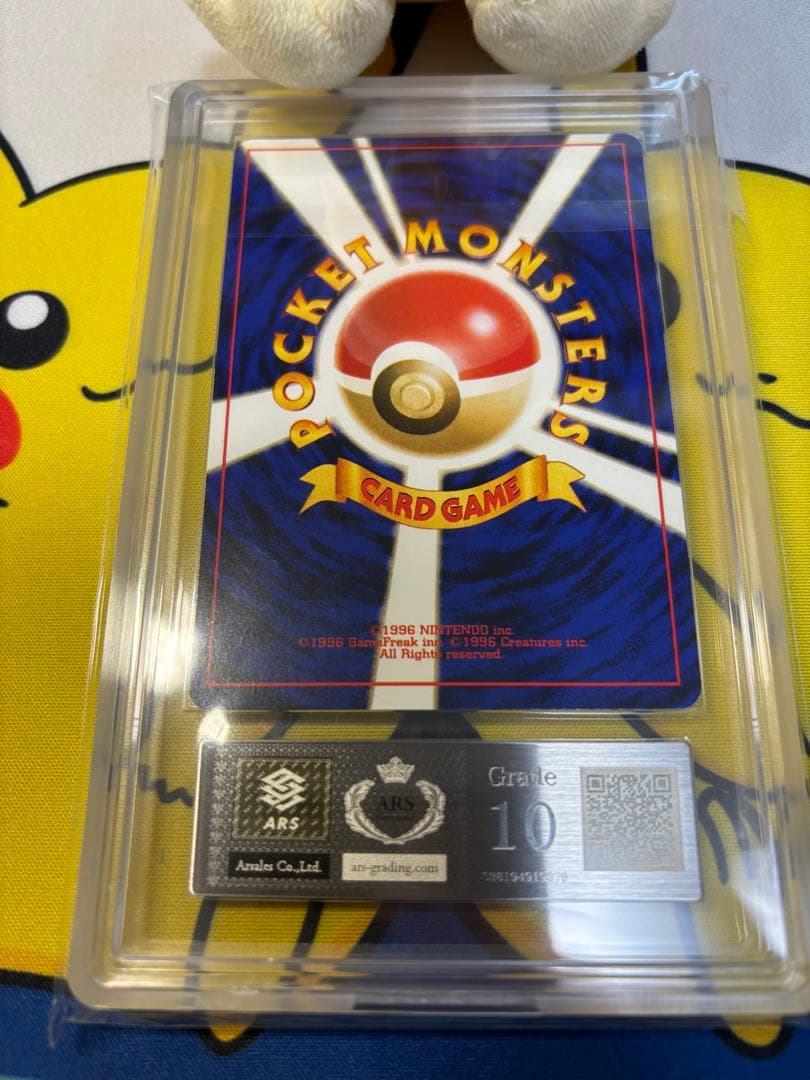 POCKET MONSTERS
CARD GAME
©1996 NINTENDO inc.
©1996 GameFreak inc. ©1996 Creatures inc.
All Rights reserved.
ARS
ARS
Grade
10
Arsales Co.,Ltd.
ars-grading.com